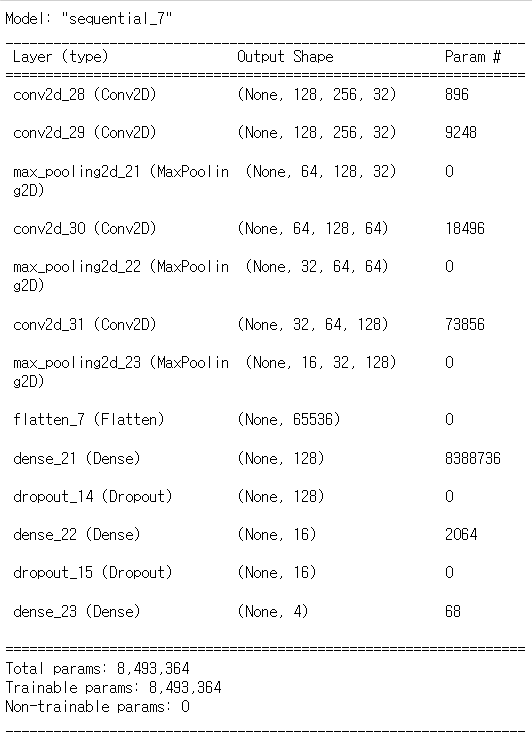 Model: "sequential_7"
_________________________________________________________________
Layer (type) Output Shape Param #
=================================================================
conv2d_28 (Conv2D) (None, 128, 256, 32) 896
conv2d_29 (Conv2D) (None, 128, 256, 32) 9248
max_pooling2d_21 (MaxPoolin (None, 64, 128, 32) 0
g2D)
conv2d_30 (Conv2D) (None, 64, 128, 64) 18496
max_pooling2d_22 (MaxPoolin (None, 32, 64, 64) 0
g2D)
conv2d_31 (Conv2D) (None, 32, 64, 128) 73856
max_pooling2d_23 (MaxPoolin (None, 16, 32, 128) 0
g2D)
flatten_7 (Flatten) (None, 65536) 0
dense_21 (Dense) (None, 128) 8388736
dropout_14 (Dropout) (None, 128) 0
dense_22 (Dense) (None, 16) 2064
dropout_15 (Dropout) (None, 16) 0
dense_23 (Dense) (None, 4) 68
=================================================================
Total params: 8,493,364
Trainable params: 8,493,364
Non-trainable params: 0
_________________________________________________________________